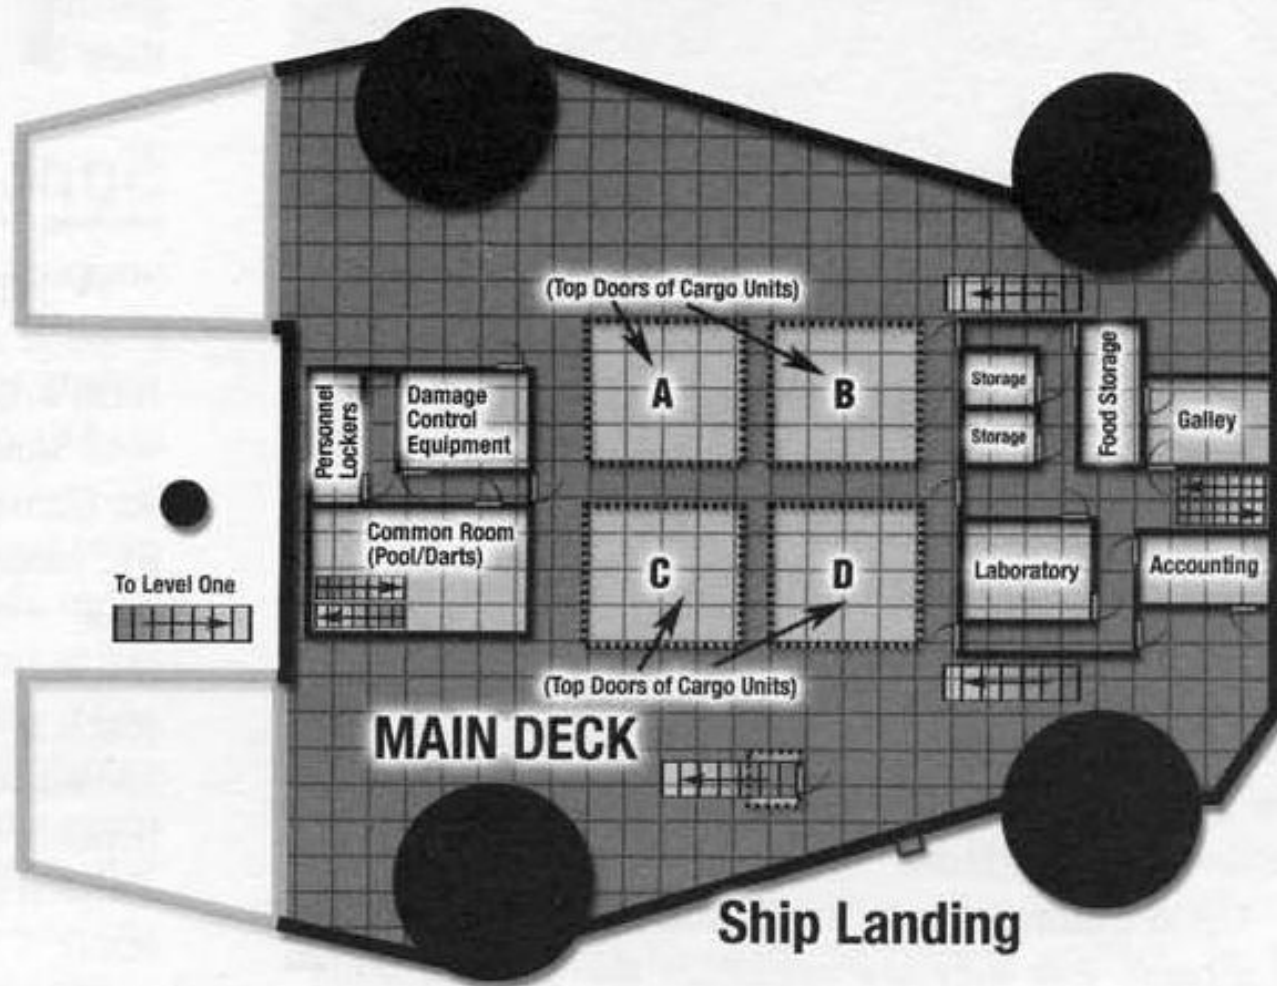 (Top Doors of Cargo Units)
A
B
Storage
Storage
Food Storage
Galley
Personnel
Lockers
Damage
Control
Equipment
Common Room
(Pool/Darts)
C
D
Laboratory
Accounting
To Level One
(Top Doors of Cargo Units)
MAIN DECK
Ship Landing